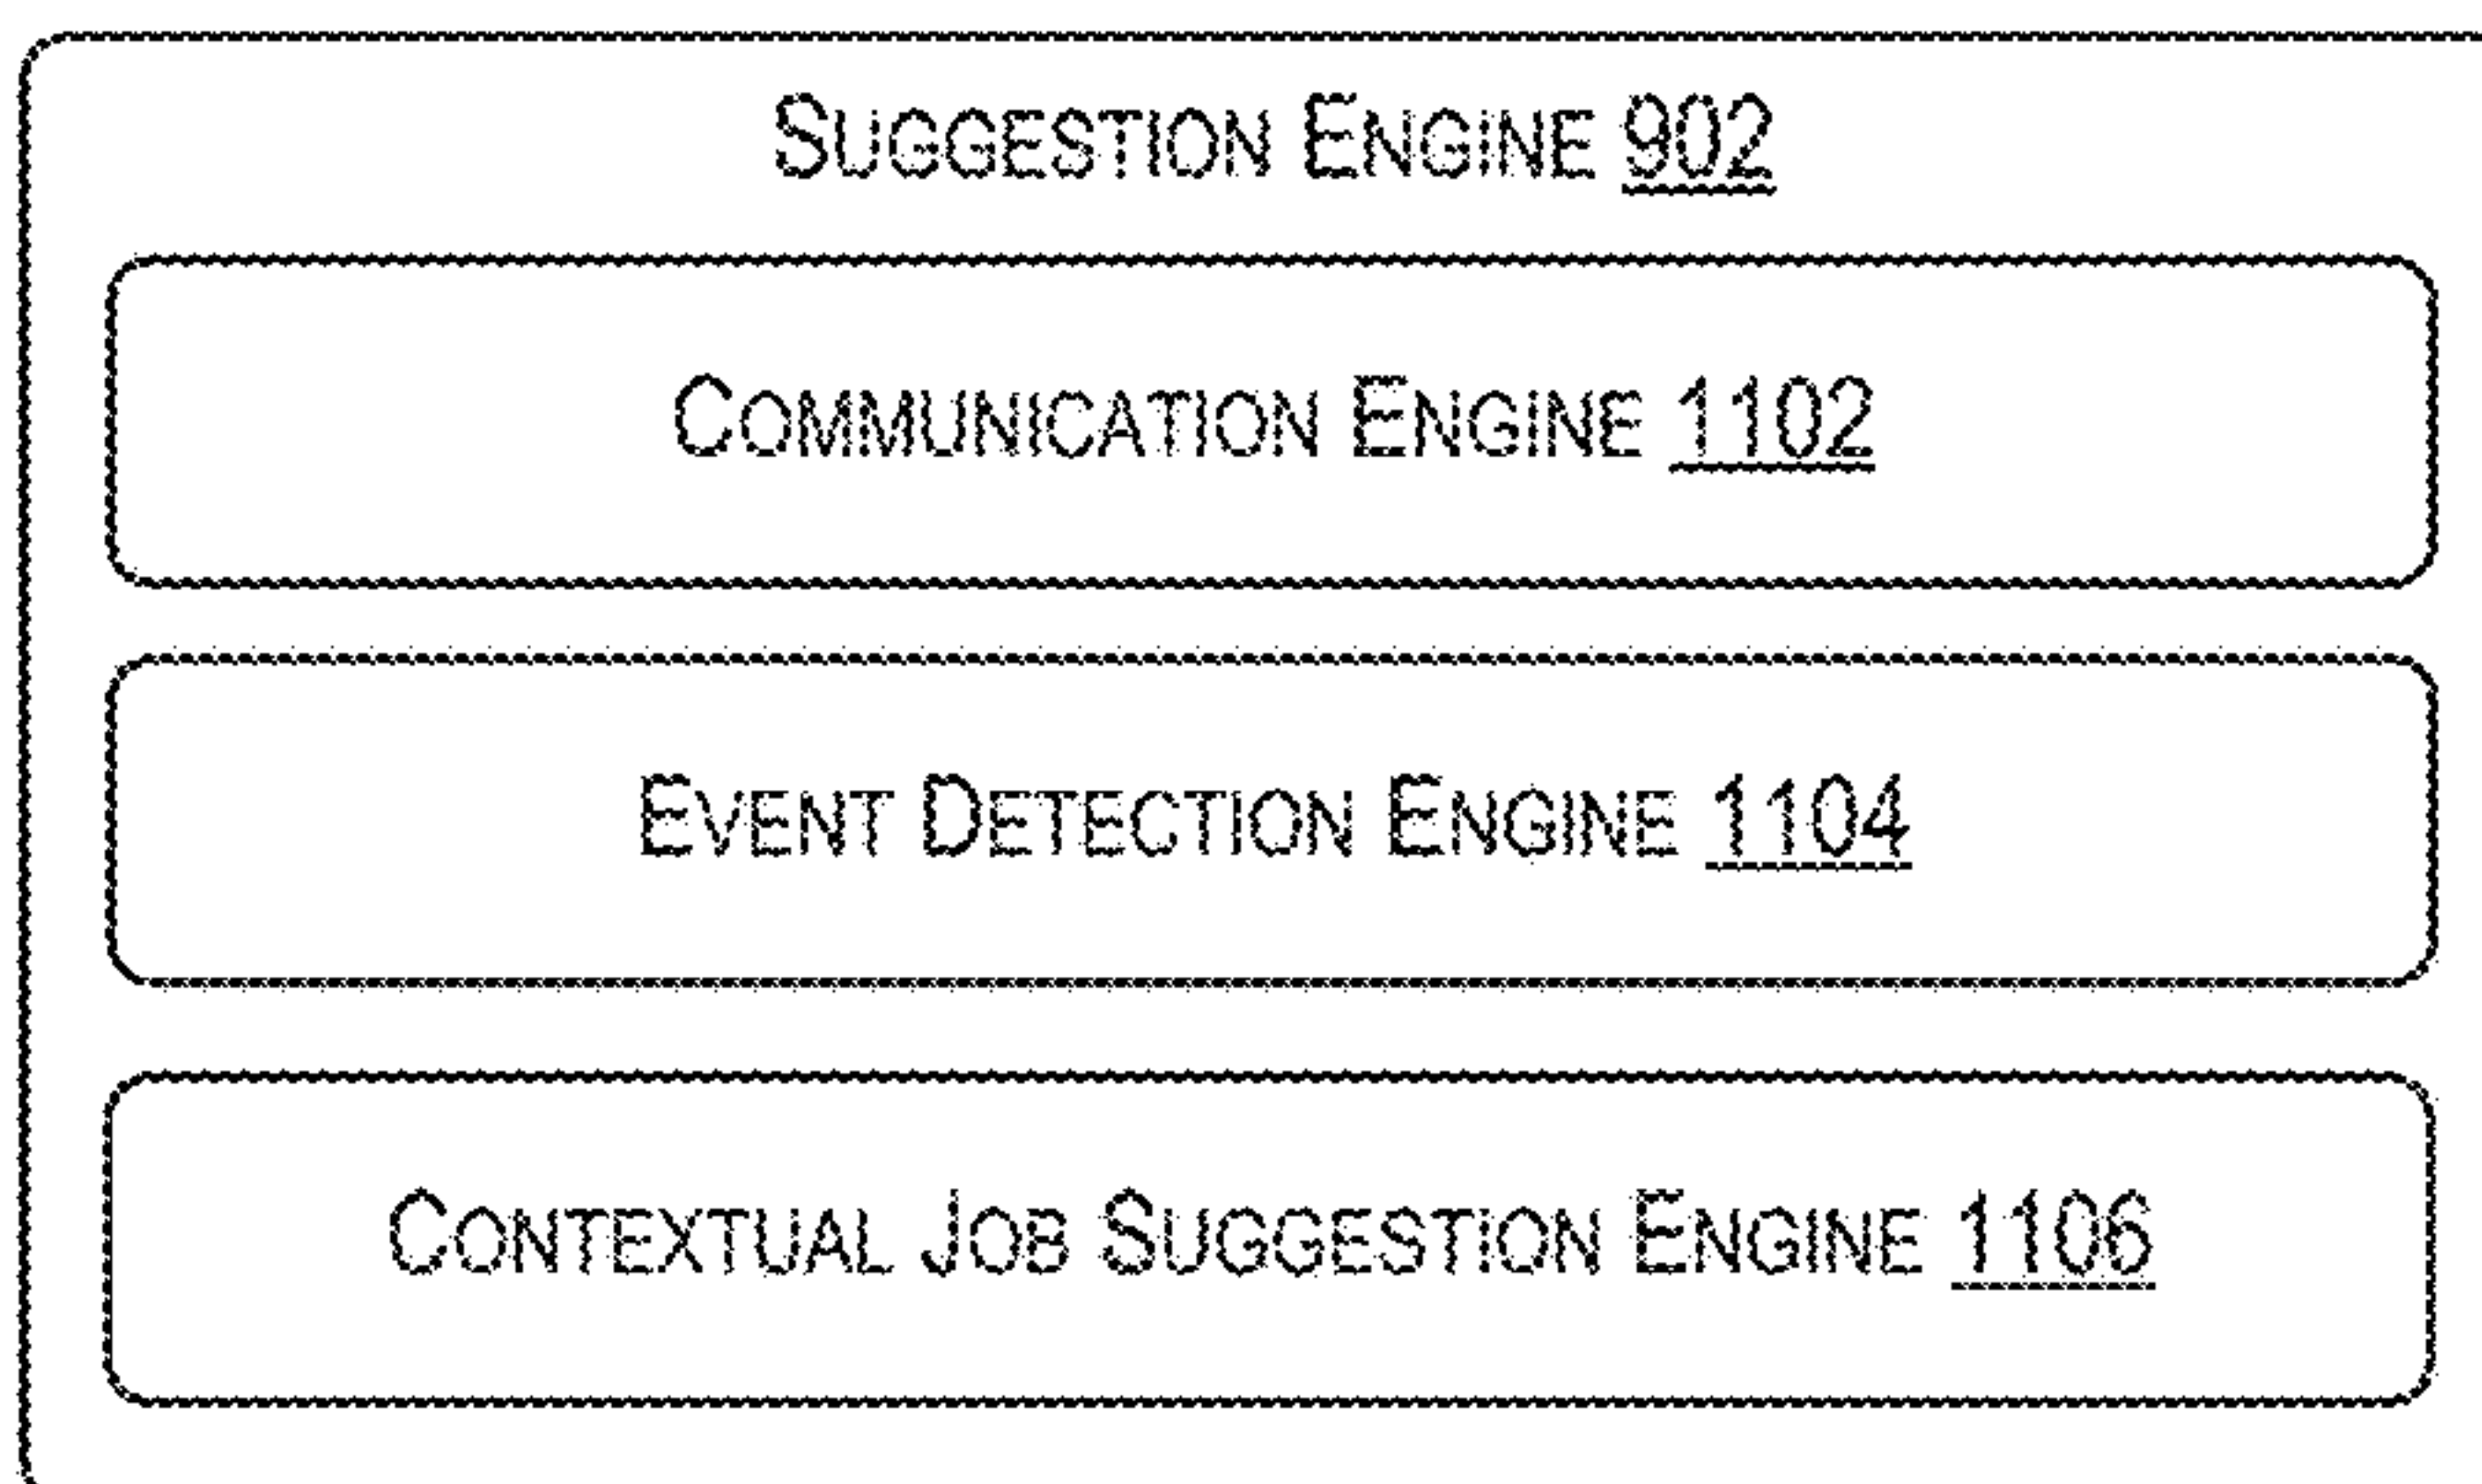 SUGGESTION ENGINE 902
COMMUNICATION ENGINE 1102
EVENT DETECTION ENGINE 1104
CONTEXTUAL JOB SUGGESTION ENGINE 1106